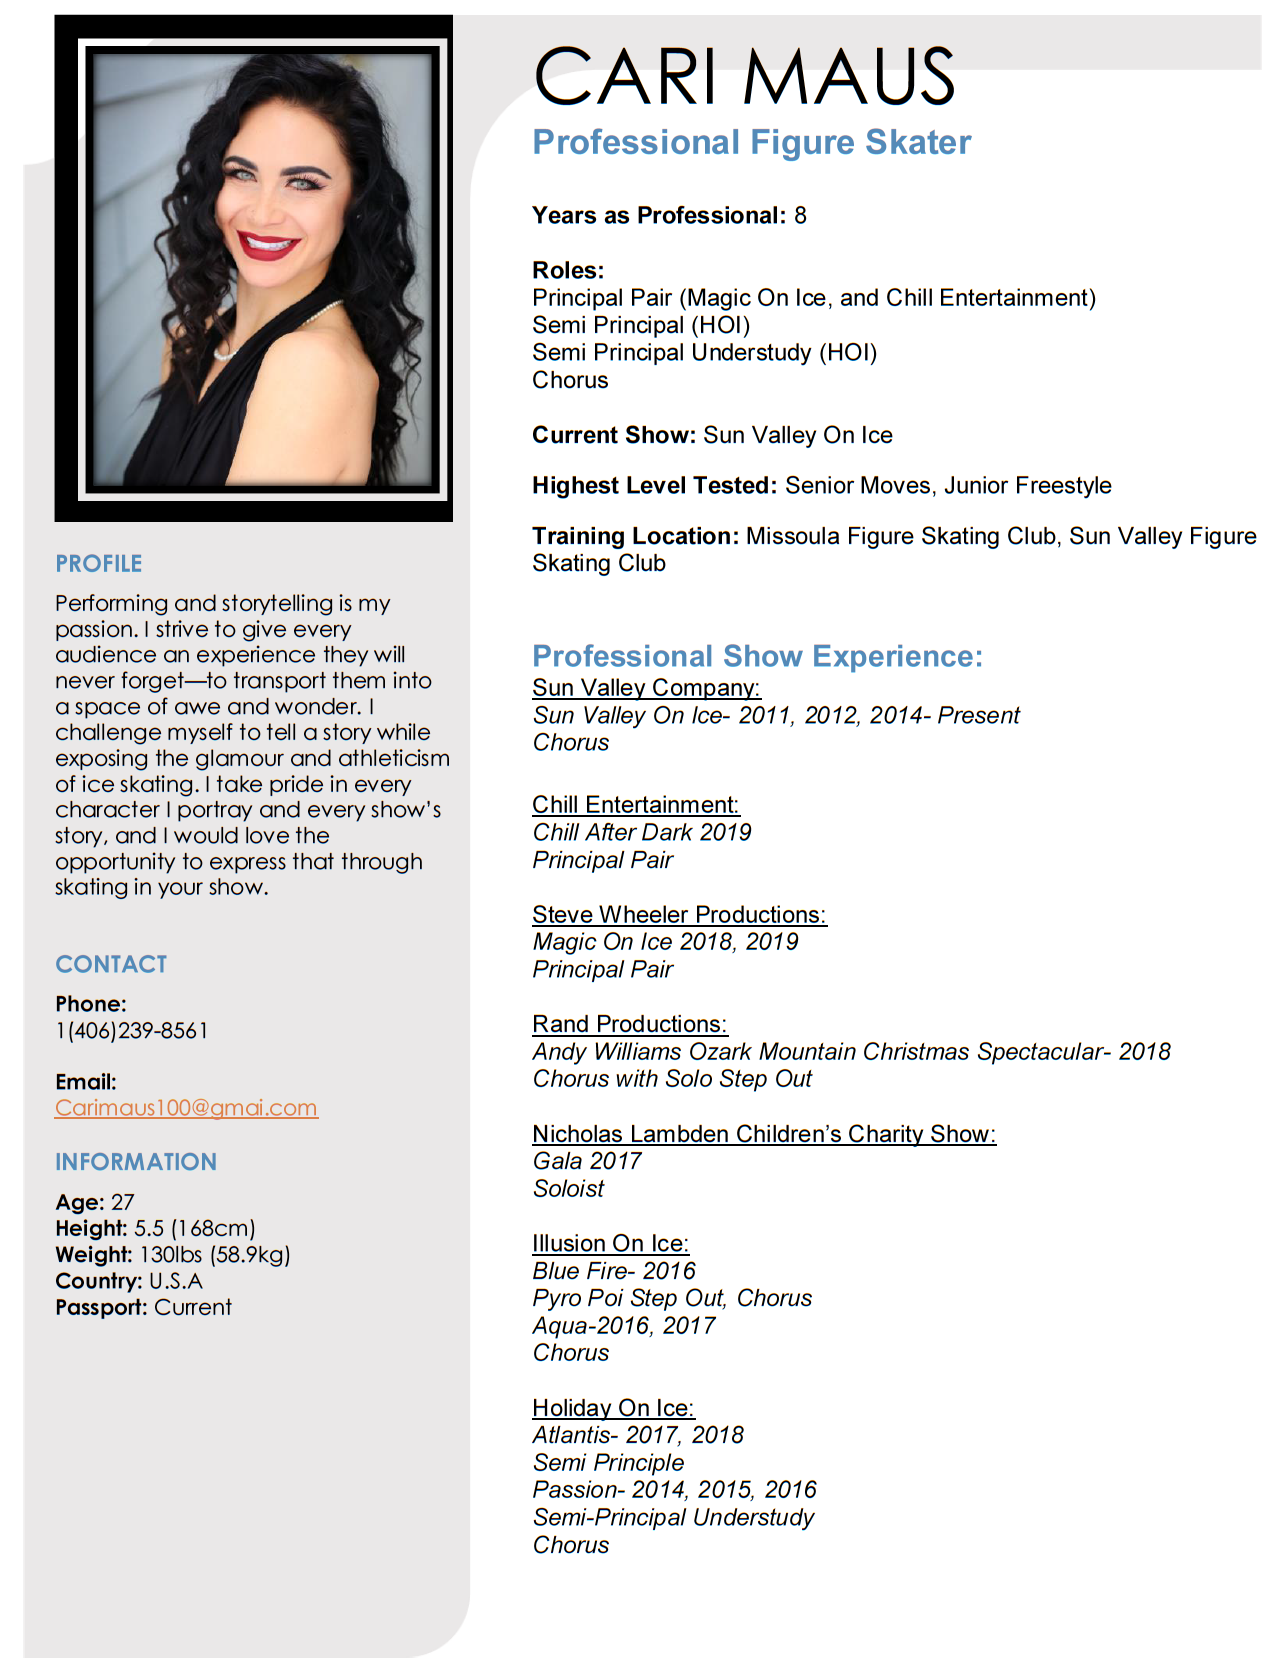 CARI MAUS
Professional Figure Skater
Years as Professional: 8
Roles:
Principal Pair (Magic On Ice, and Chill Entertainment)
Semi Principal (HOI)
Semi Principal Understudy (HOI)
Chorus
Current Show: Sun Valley On Ice
Highest Level Tested: Senior Moves, Junior Freestyle
Training Location: Missoula Figure Skating Club, Sun Valley Figure
Skating Club
Professional Show Experience:
Sun Valley Company:
Sun Valley On Ice- 2011, 2012, 2014- Present
Chorus
Chill Entertainment:
Chill After Dark 2019
Principal Pair
Steve Wheeler Productions:
Magic On Ice 2018, 2019
Principal Pair
Rand Productions:
Andy Williams Ozark Mountain Christmas Spectacular- 2018
Chorus with Solo Step Out
Nicholas Lambden Children’s Charity Show:
Gala 2017
Soloist
Illusion On Ice:
Blue Fire- 2016
Pyro Poi Step Out, Chorus
Aqua-2016, 2017
Chorus
Holiday On Ice:
Atlantis- 2017, 2018
Semi Principle
Passion- 2014, 2015, 2016
Semi-Principal Understudy
Chorus
PROFILE
Performing and storytelling is my
passion. I strive to give every
audience an experience they will
never forget—to transport them into
a space of awe and wonder. I
challenge myself to tell a story while
exposing the glamour and athleticism
of ice skating. I take pride in every
character I portray and every show’s
story, and I would love the
opportunity to express that through
skating in your show.
CONTACT
Phone:
1(406)239-8561
Email:
Carimaus100@gmai.com
INFORMATION
Age: 27
Height: 5.5 (168cm)
Weight: 130lbs (58.9kg)
Country: U.S.A
Passport: Current